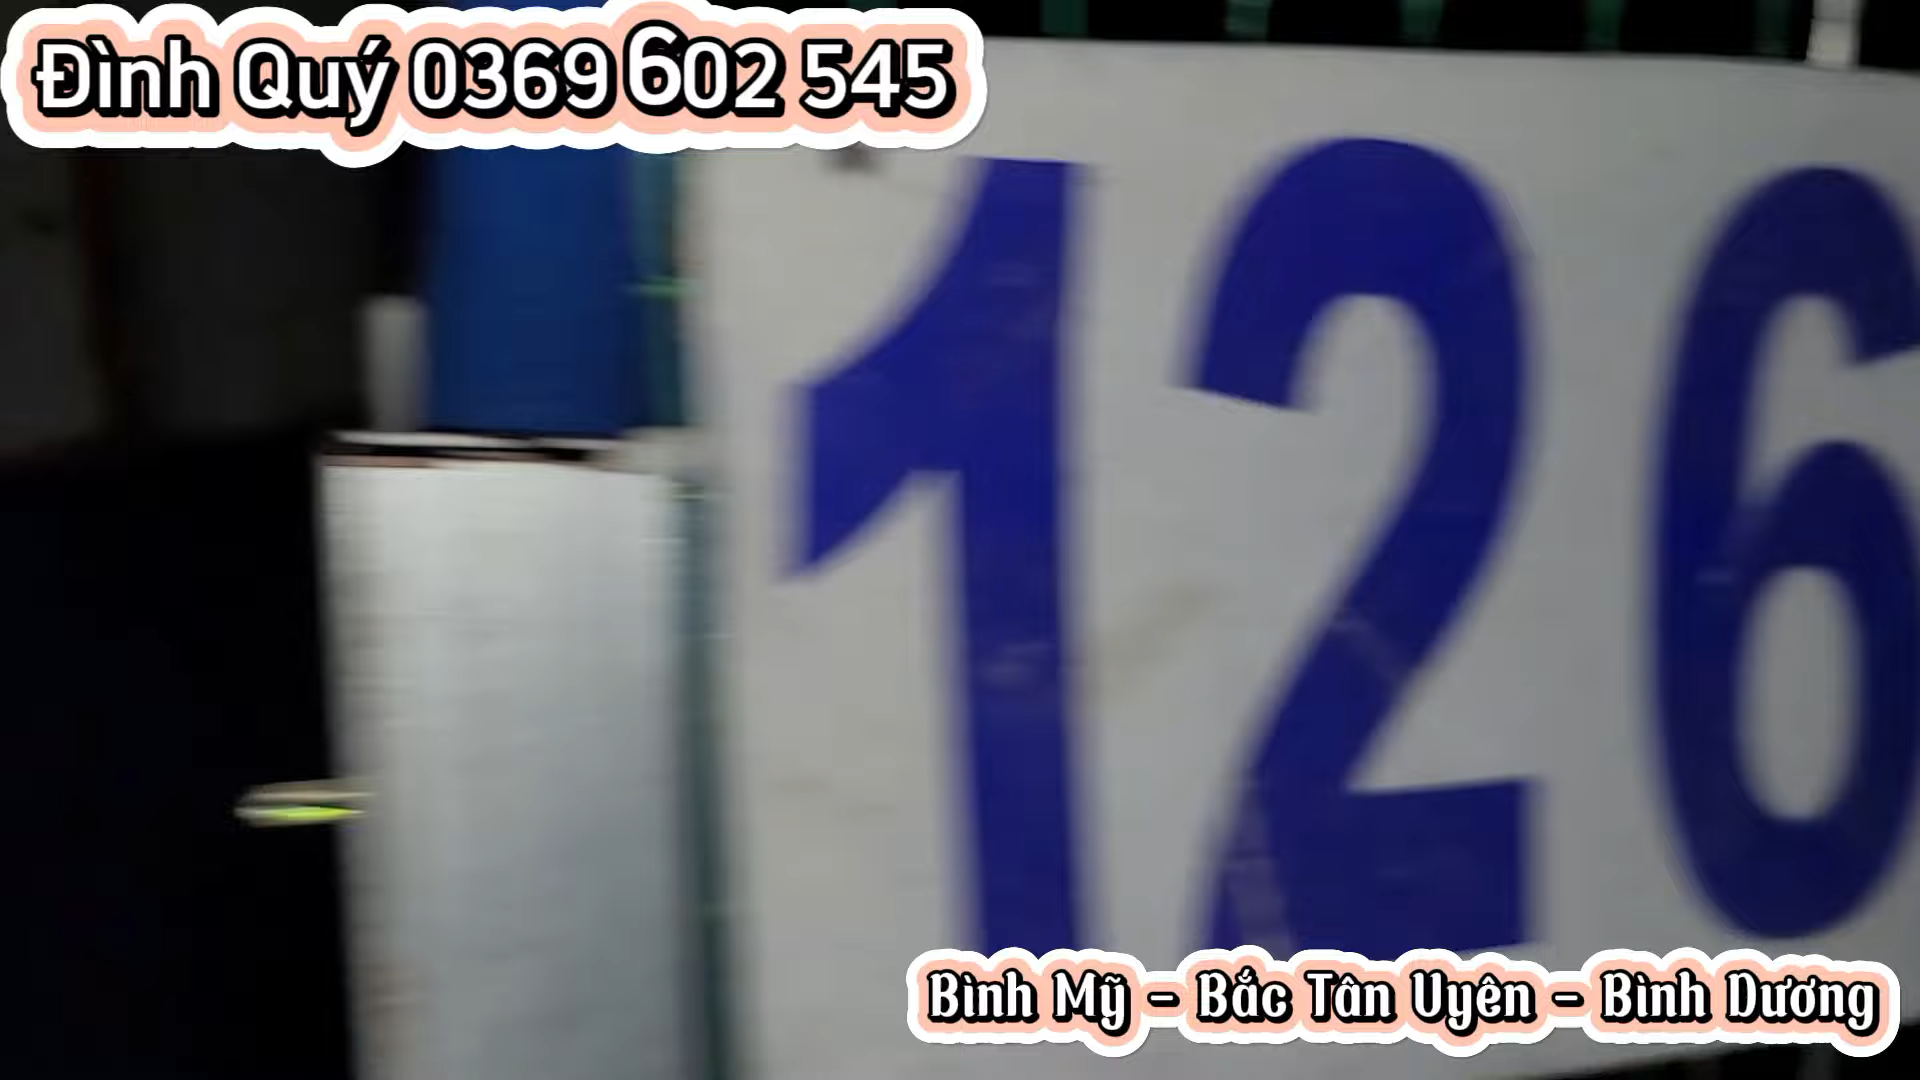 Đình Quý 0369 602 545
126
Bình Mỹ - Bắc Tân Uyên - Bình Dương